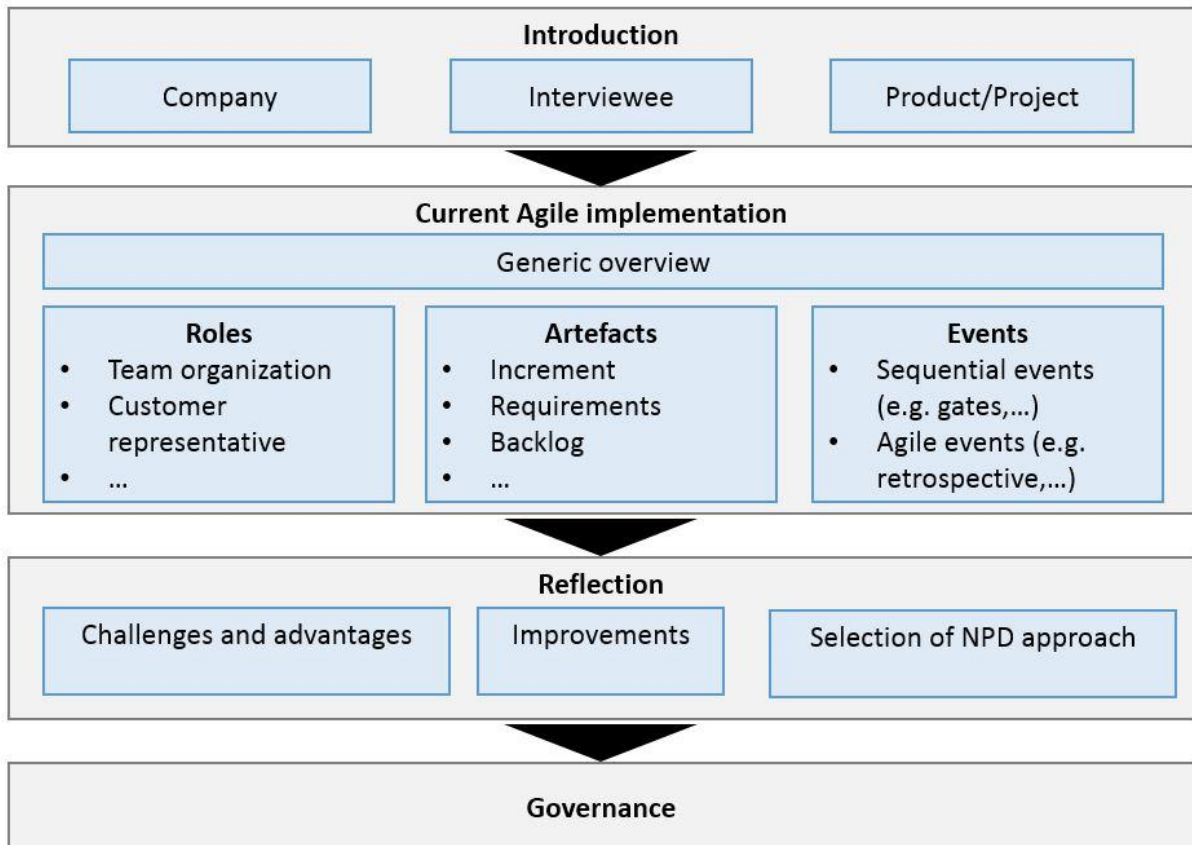 Introduction
Company
Interviewee
Product/Project
Current Agile implementation
Generic overview
Roles
• Team organization
• Customer
representative
• ...
Artefacts
• Increment
• Requirements
• Backlog
• ...
Events
• Sequential events
(e.g. gates,...)
• Agile events (e.g.
retrospective,...)
Reflection
Challenges and advantages
Improvements
Selection of NPD approach
Governance